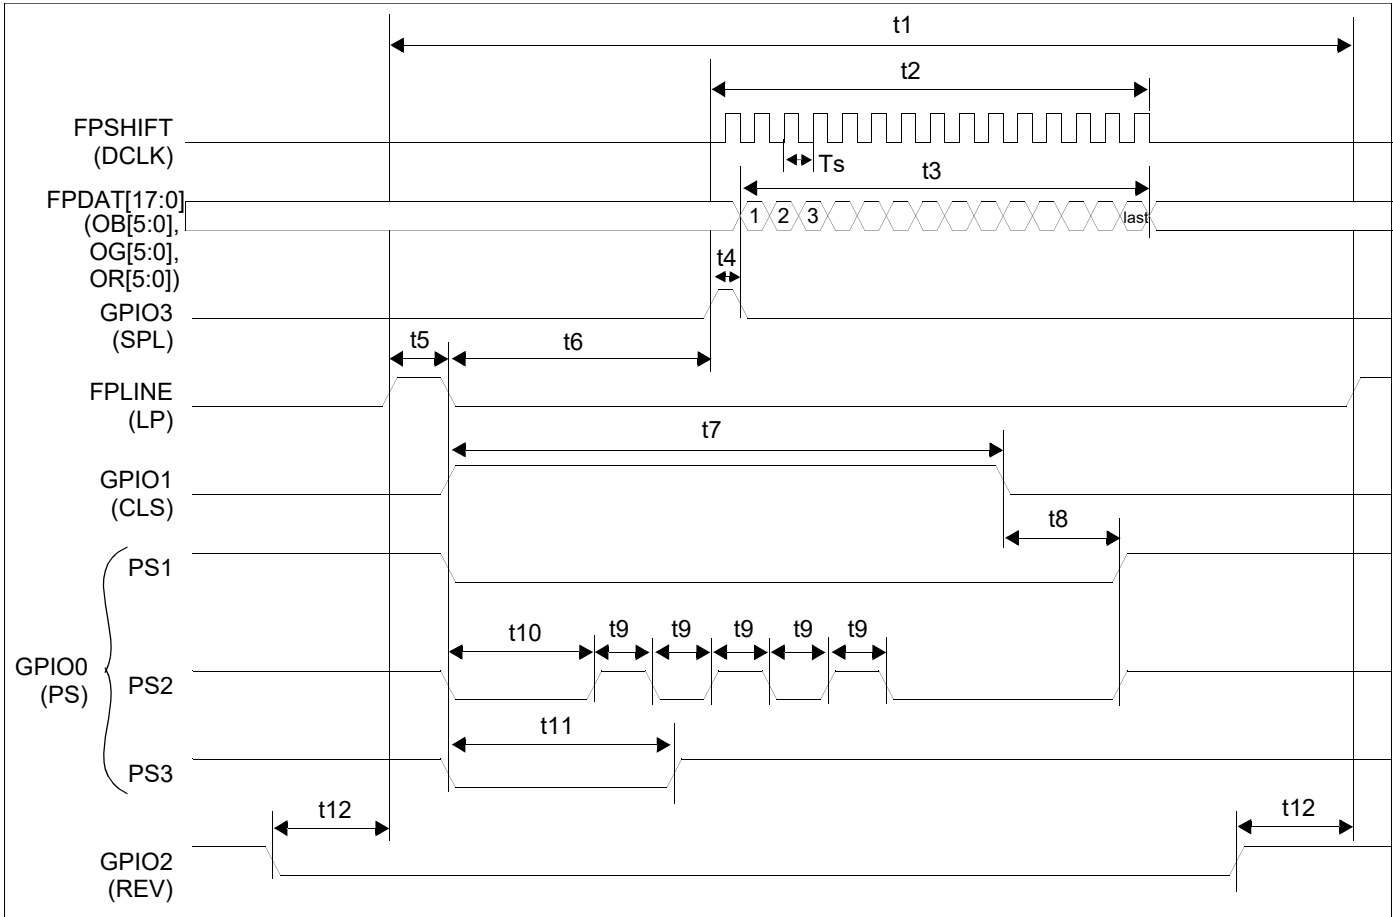 t1
t2
FPSHIFT
(DCLK)
Ts
t3
FPDAT[17:0]
(OB[5:0],
OG[5:0],
OR[5:0])
1 2 3 last
t4
GPIO3
(SPL)
t5 t6
FPLINE
(LP)
t7
GPIO1
(CLS)
t8
PS1
t10 t9 t9 t9 t9 t9
GPIO0
(PS)
PS2
t11
PS3
t12 t12
GPIO2
(REV)